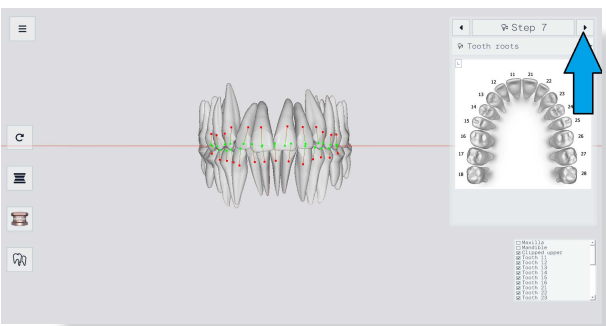 Step 7
Tooth roots
L
11 21
12 22
13 23
14 24
15 25
16 26
17 27
18 28
Maxilla
Mandible
Clipped upper
Tooth 11
Tooth 12
Tooth 13
Tooth 14
Tooth 15
Tooth 16
Tooth 21
Tooth 22
Tooth 23